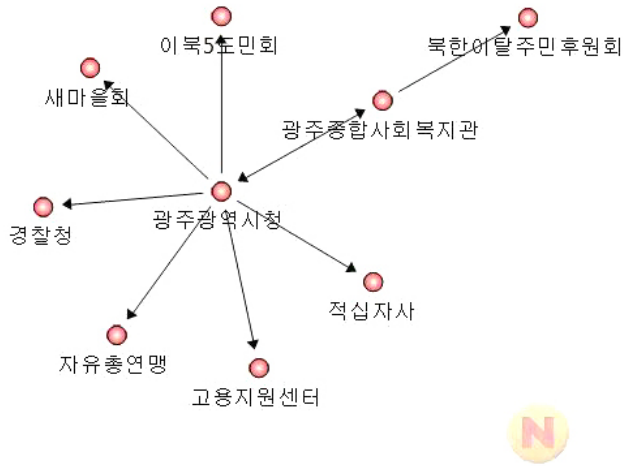 이북5도민회
북한이탈주민후원회
새마을회
광주종합사회복지관
광주광역시청
경찰청
적십자사
자유총연맹
고용지원센터
N